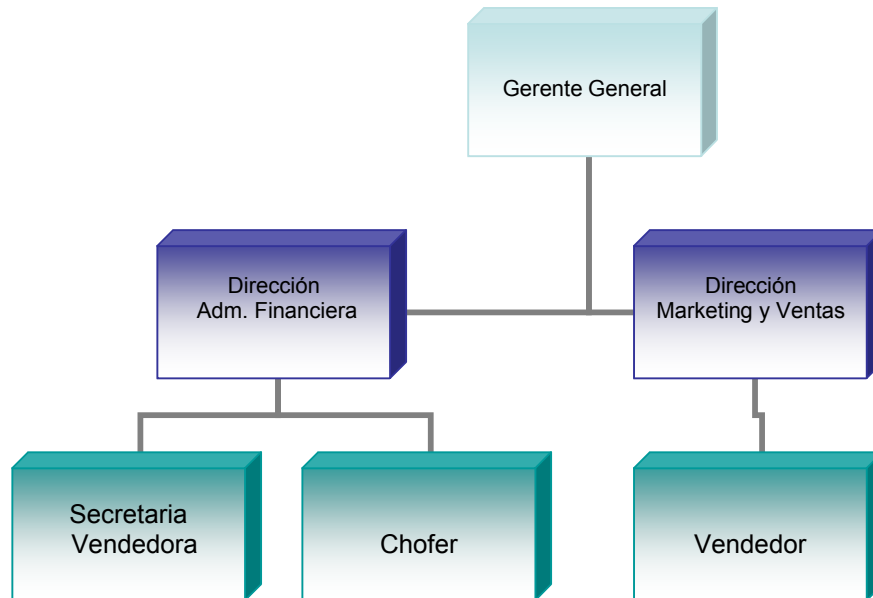 Gerente General
Dirección
Adm. Financiera
Dirección
Marketing y Ventas
Secretaria
Vendedora
Chofer
Vendedor